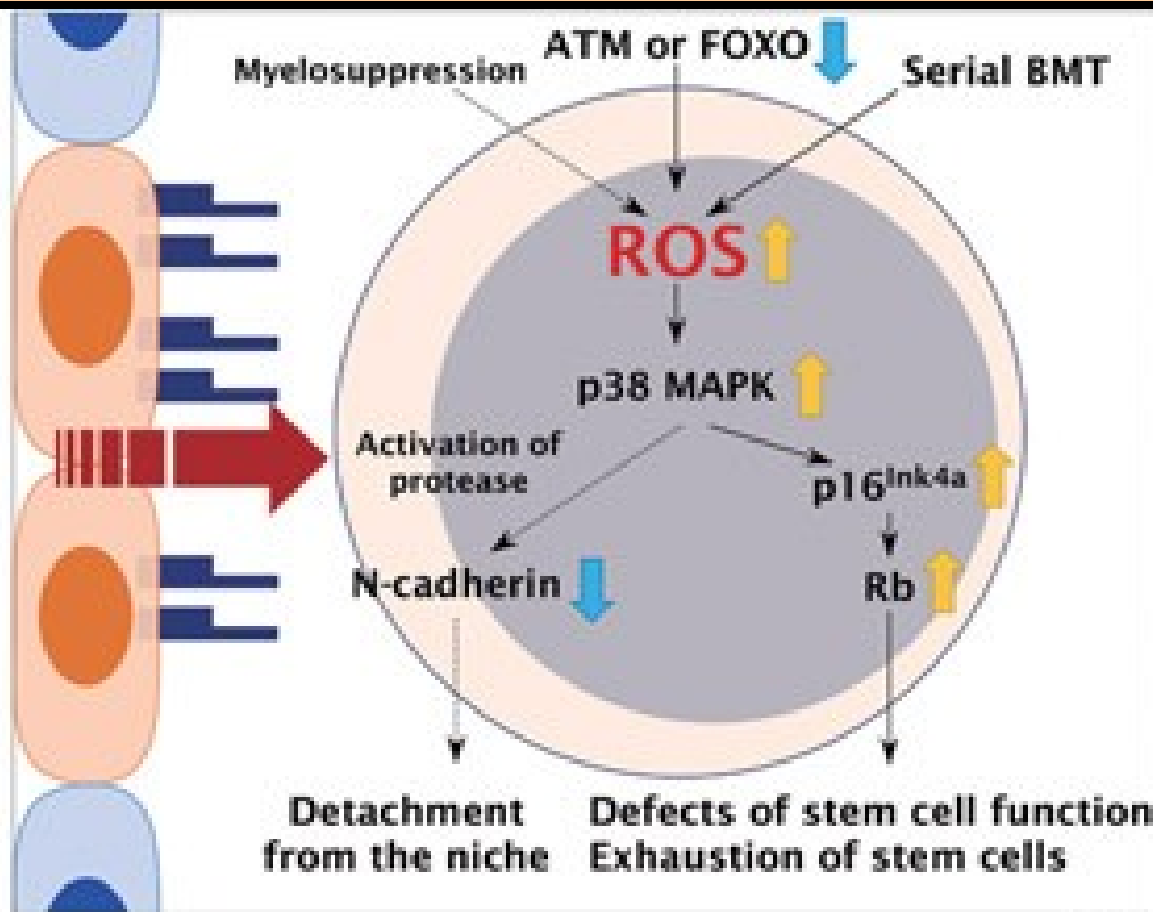 ATM or FOXO
Myelosuppression
Serial BMT
ROS
p38 MAPK
Activation of
protease
p16Ink4a
N-cadherin
Rb
Detachment
from the niche
Defects of stem cell function
Exhaustion of stem cells